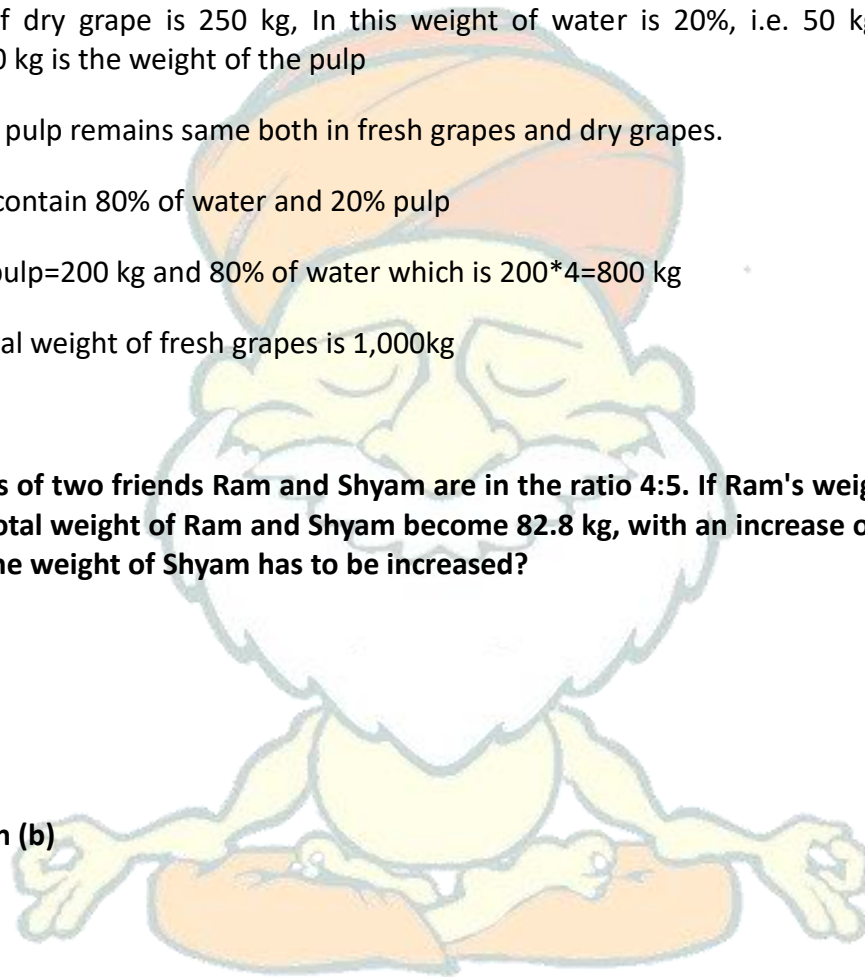 f dry grape is 250 kg, In this weight of water is 20%, i.e. 50 kg
0 kg is the weight of the pulp
pulp remains same both in fresh grapes and dry grapes.
contain 80% of water and 20% pulp
pulp=200 kg and 80% of water which is 200*4=800 kg
al weight of fresh grapes is 1,000kg
s of two friends Ram and Shyam are in the ratio 4:5. If Ram's weig
otal weight of Ram and Shyam become 82.8 kg, with an increase o
he weight of Shyam has to be increased?
n (b)